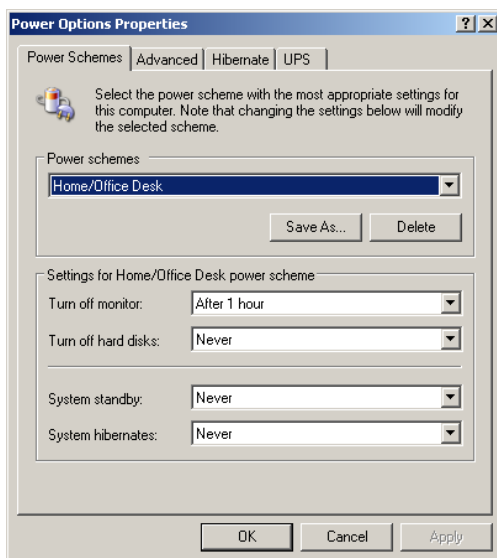 Power Options Properties
Power Schemes Advanced Hibernate UPS
Select the power scheme with the most appropriate settings for
this computer. Note that changing the settings below will modify
the selected scheme.
Power schemes
Home/Office Desk
Save As... Delete
Settings for Home/Office Desk power scheme
Turn off monitor: After 1 hour
Turn off hard disks: Never
System standby: Never
System hibernates: Never
OK Cancel Apply